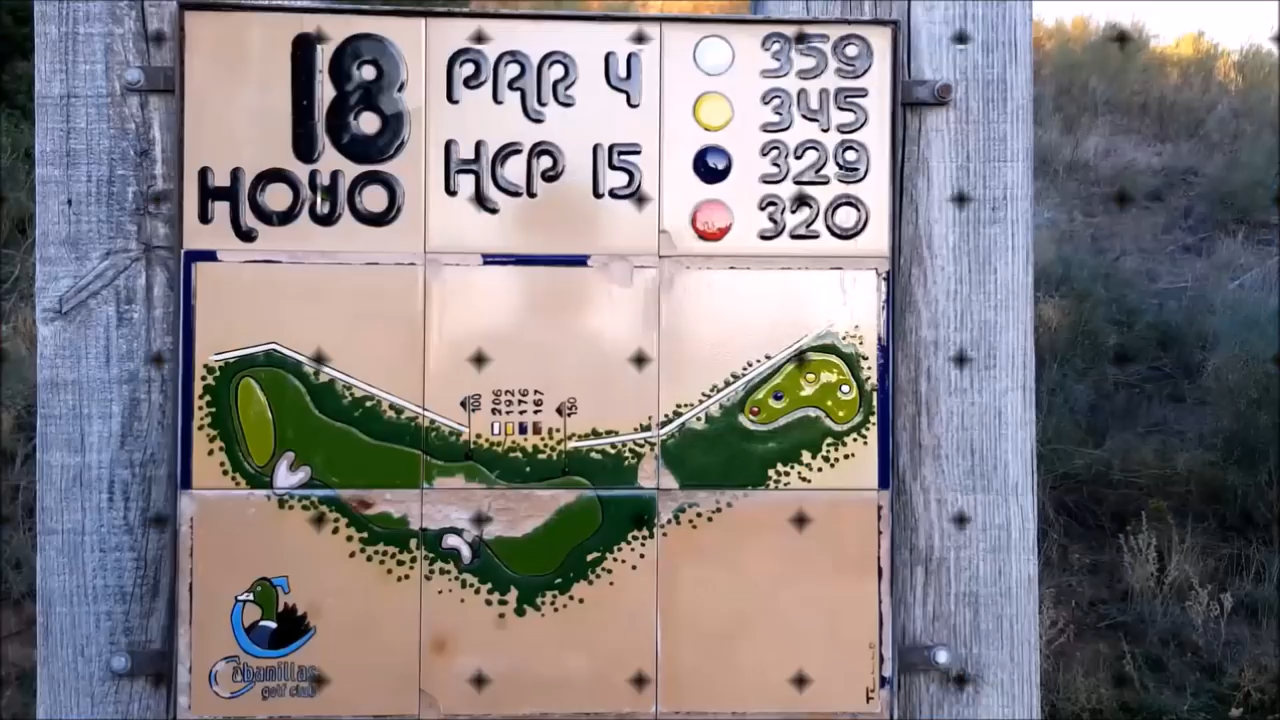 18
HOYO
PAR 4
HCP 15
359
345
329
320
100
206
192
176
167
150
Cabanillas
golf club
TELLO